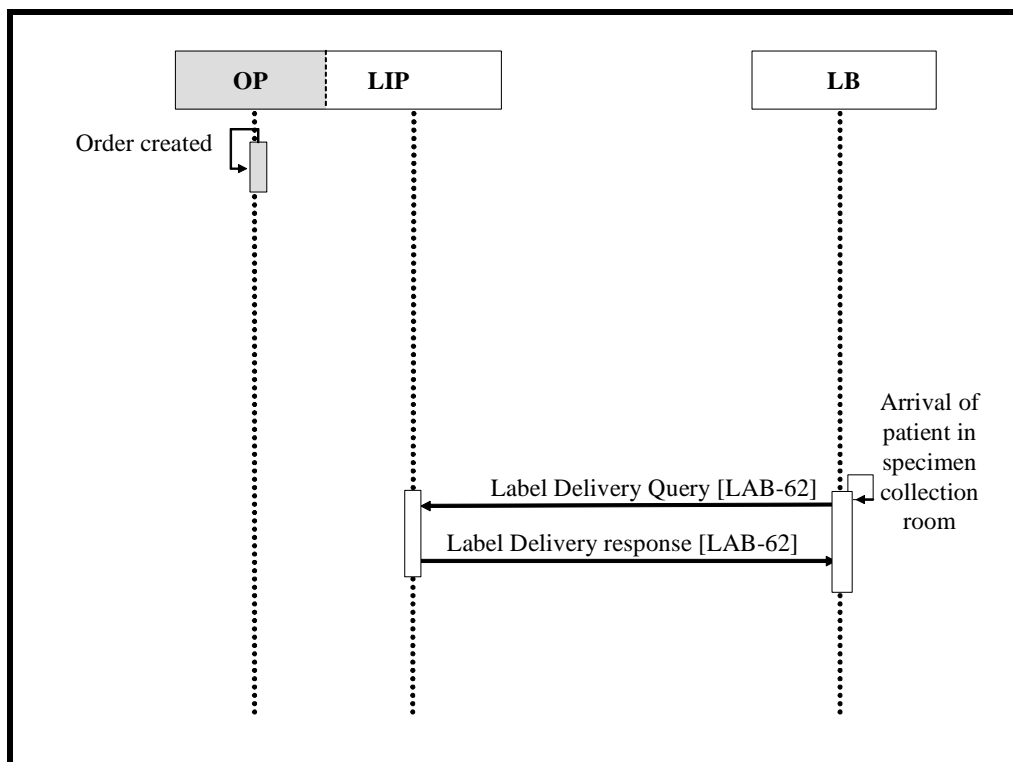 OP
LIP
LB
Order created
Arrival of
patient in
specimen
collection
room
Label Delivery Query [LAB-62]
Label Delivery response [LAB-62]